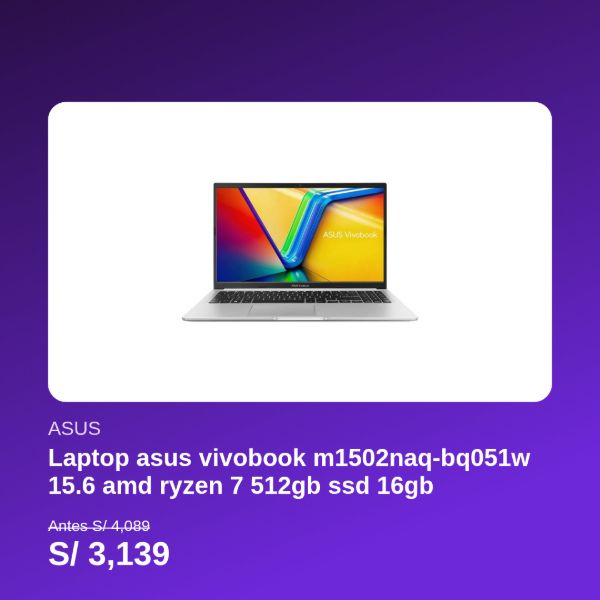 ASUS Vivobook
ASUS
Laptop asus vivobook m1502naq-bq051w
15.6 amd ryzen 7 512gb ssd 16gb
Antes S/ 4,089
S/ 3,139